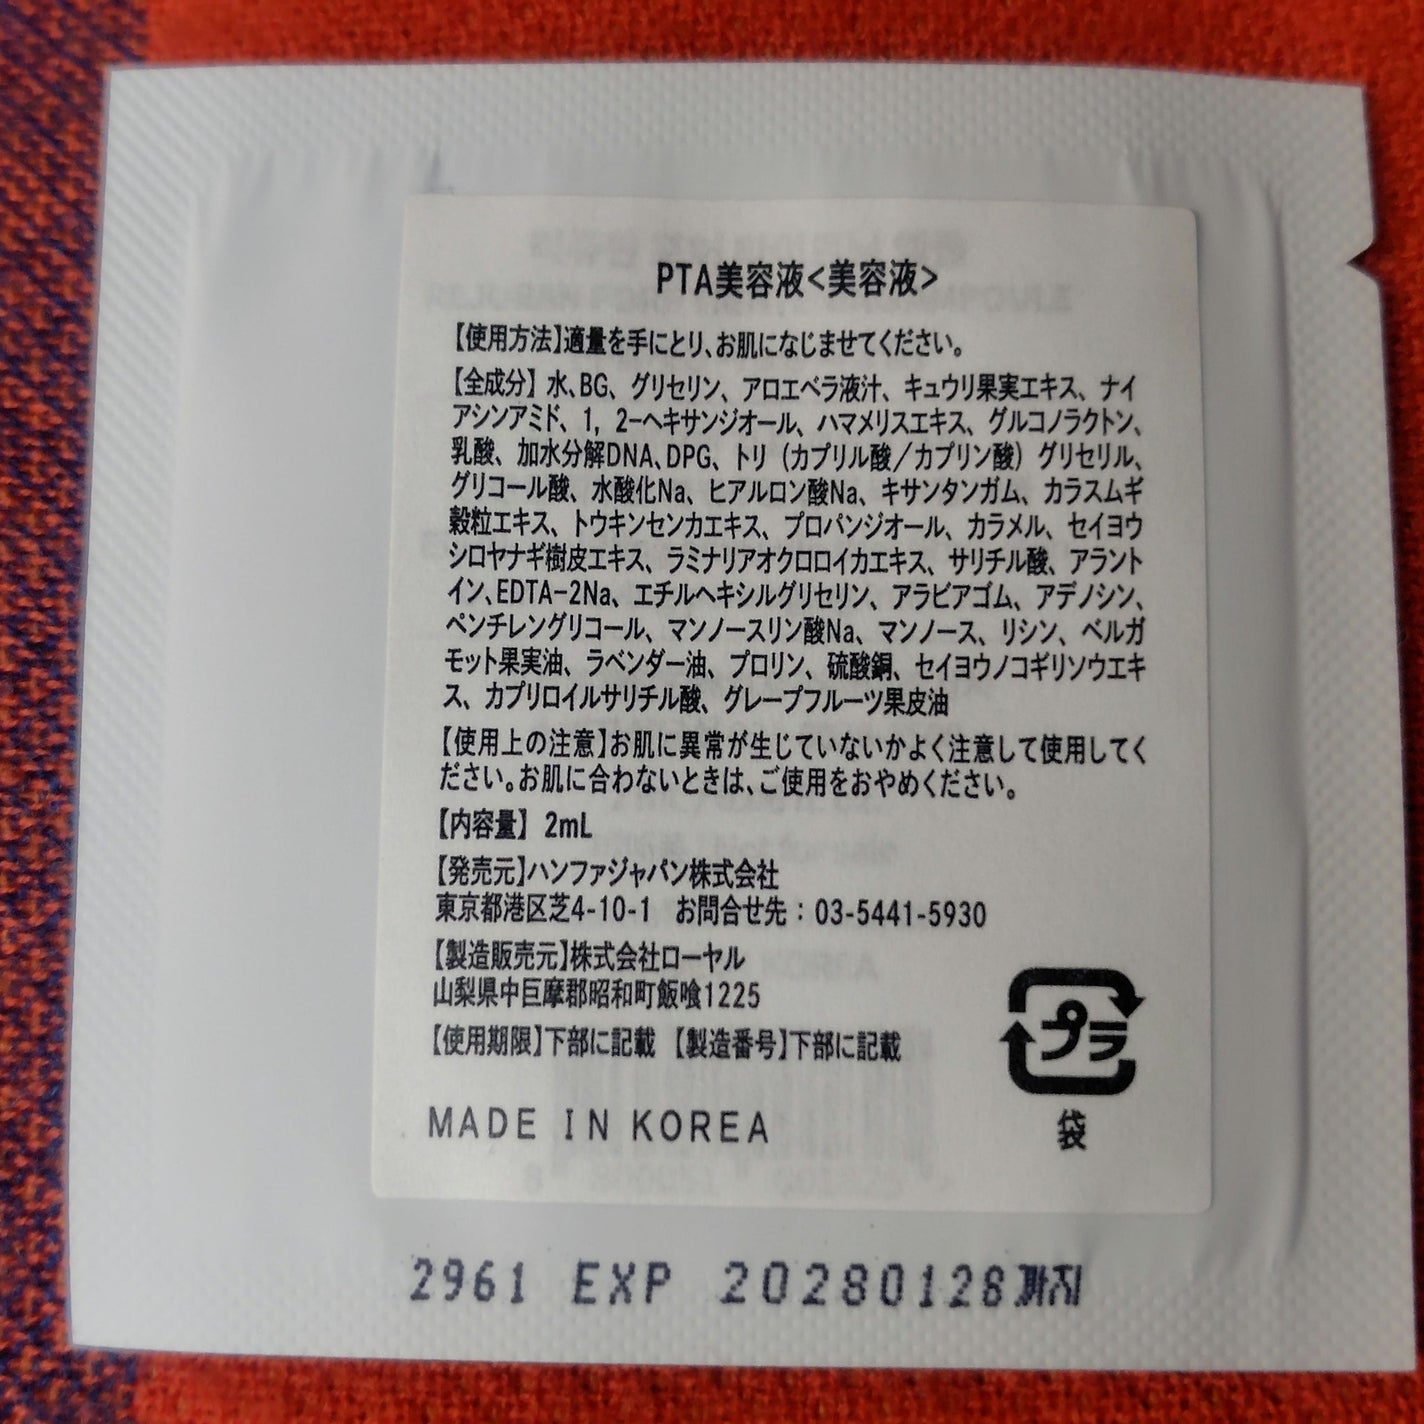 PTA美容液<美容液>
【使用方法】適量を手にとり、お肌になじませてください。
【全成分】 水、BG、グリセリン、アロエベラ液汁、キュウリ果実エキス、ナイ
アシンアミド、1, 2-ヘキサンジオール、ハマメリスエキス、グルコノラクトン、
乳酸、加水分解DNA、DPG、トリ（カプリル酸／カプリン酸）グリセリル、
グリコール酸、水酸化Na、ヒアルロン酸Na、キサンタンガム、カラスムギ
穀粒エキス、トウキンセンカエキス、プロパンジオール、カラメル、セイヨウ
シロヤナギ樹皮エキス、ラミナリアオクロロイカエキス、サリチル酸、アラント
イン、EDTA-2Na、エチルヘキシルグリセリン、アラビアゴム、アデノシン、
ペンチレングリコール、マンノースリン酸Na、マンノース、リシン、ベルガ
モット果実油、ラベンダー油、プロリン、硫酸銅、セイヨウノコギリソウエキ
ス、カプリロイルサリチル酸、グレープフルーツ果皮油
【使用上の注意】お肌に異常が生じていないかよく注意して使用してく
ださい。お肌に合わないときは、ご使用をおやめください。
【内容量】 2mL
【発売元】ハンファジャパン株式会社
東京都港区芝4-10-1 お問合せ先：03-5441-5930
【製造販売元】株式会社ローヤル
山梨県中巨摩郡昭和町飯喰1225
【使用期限】下部に記載 【製造番号】下部に記載
プラ
袋
MADE IN KOREA
2961 EXP 20280128까지